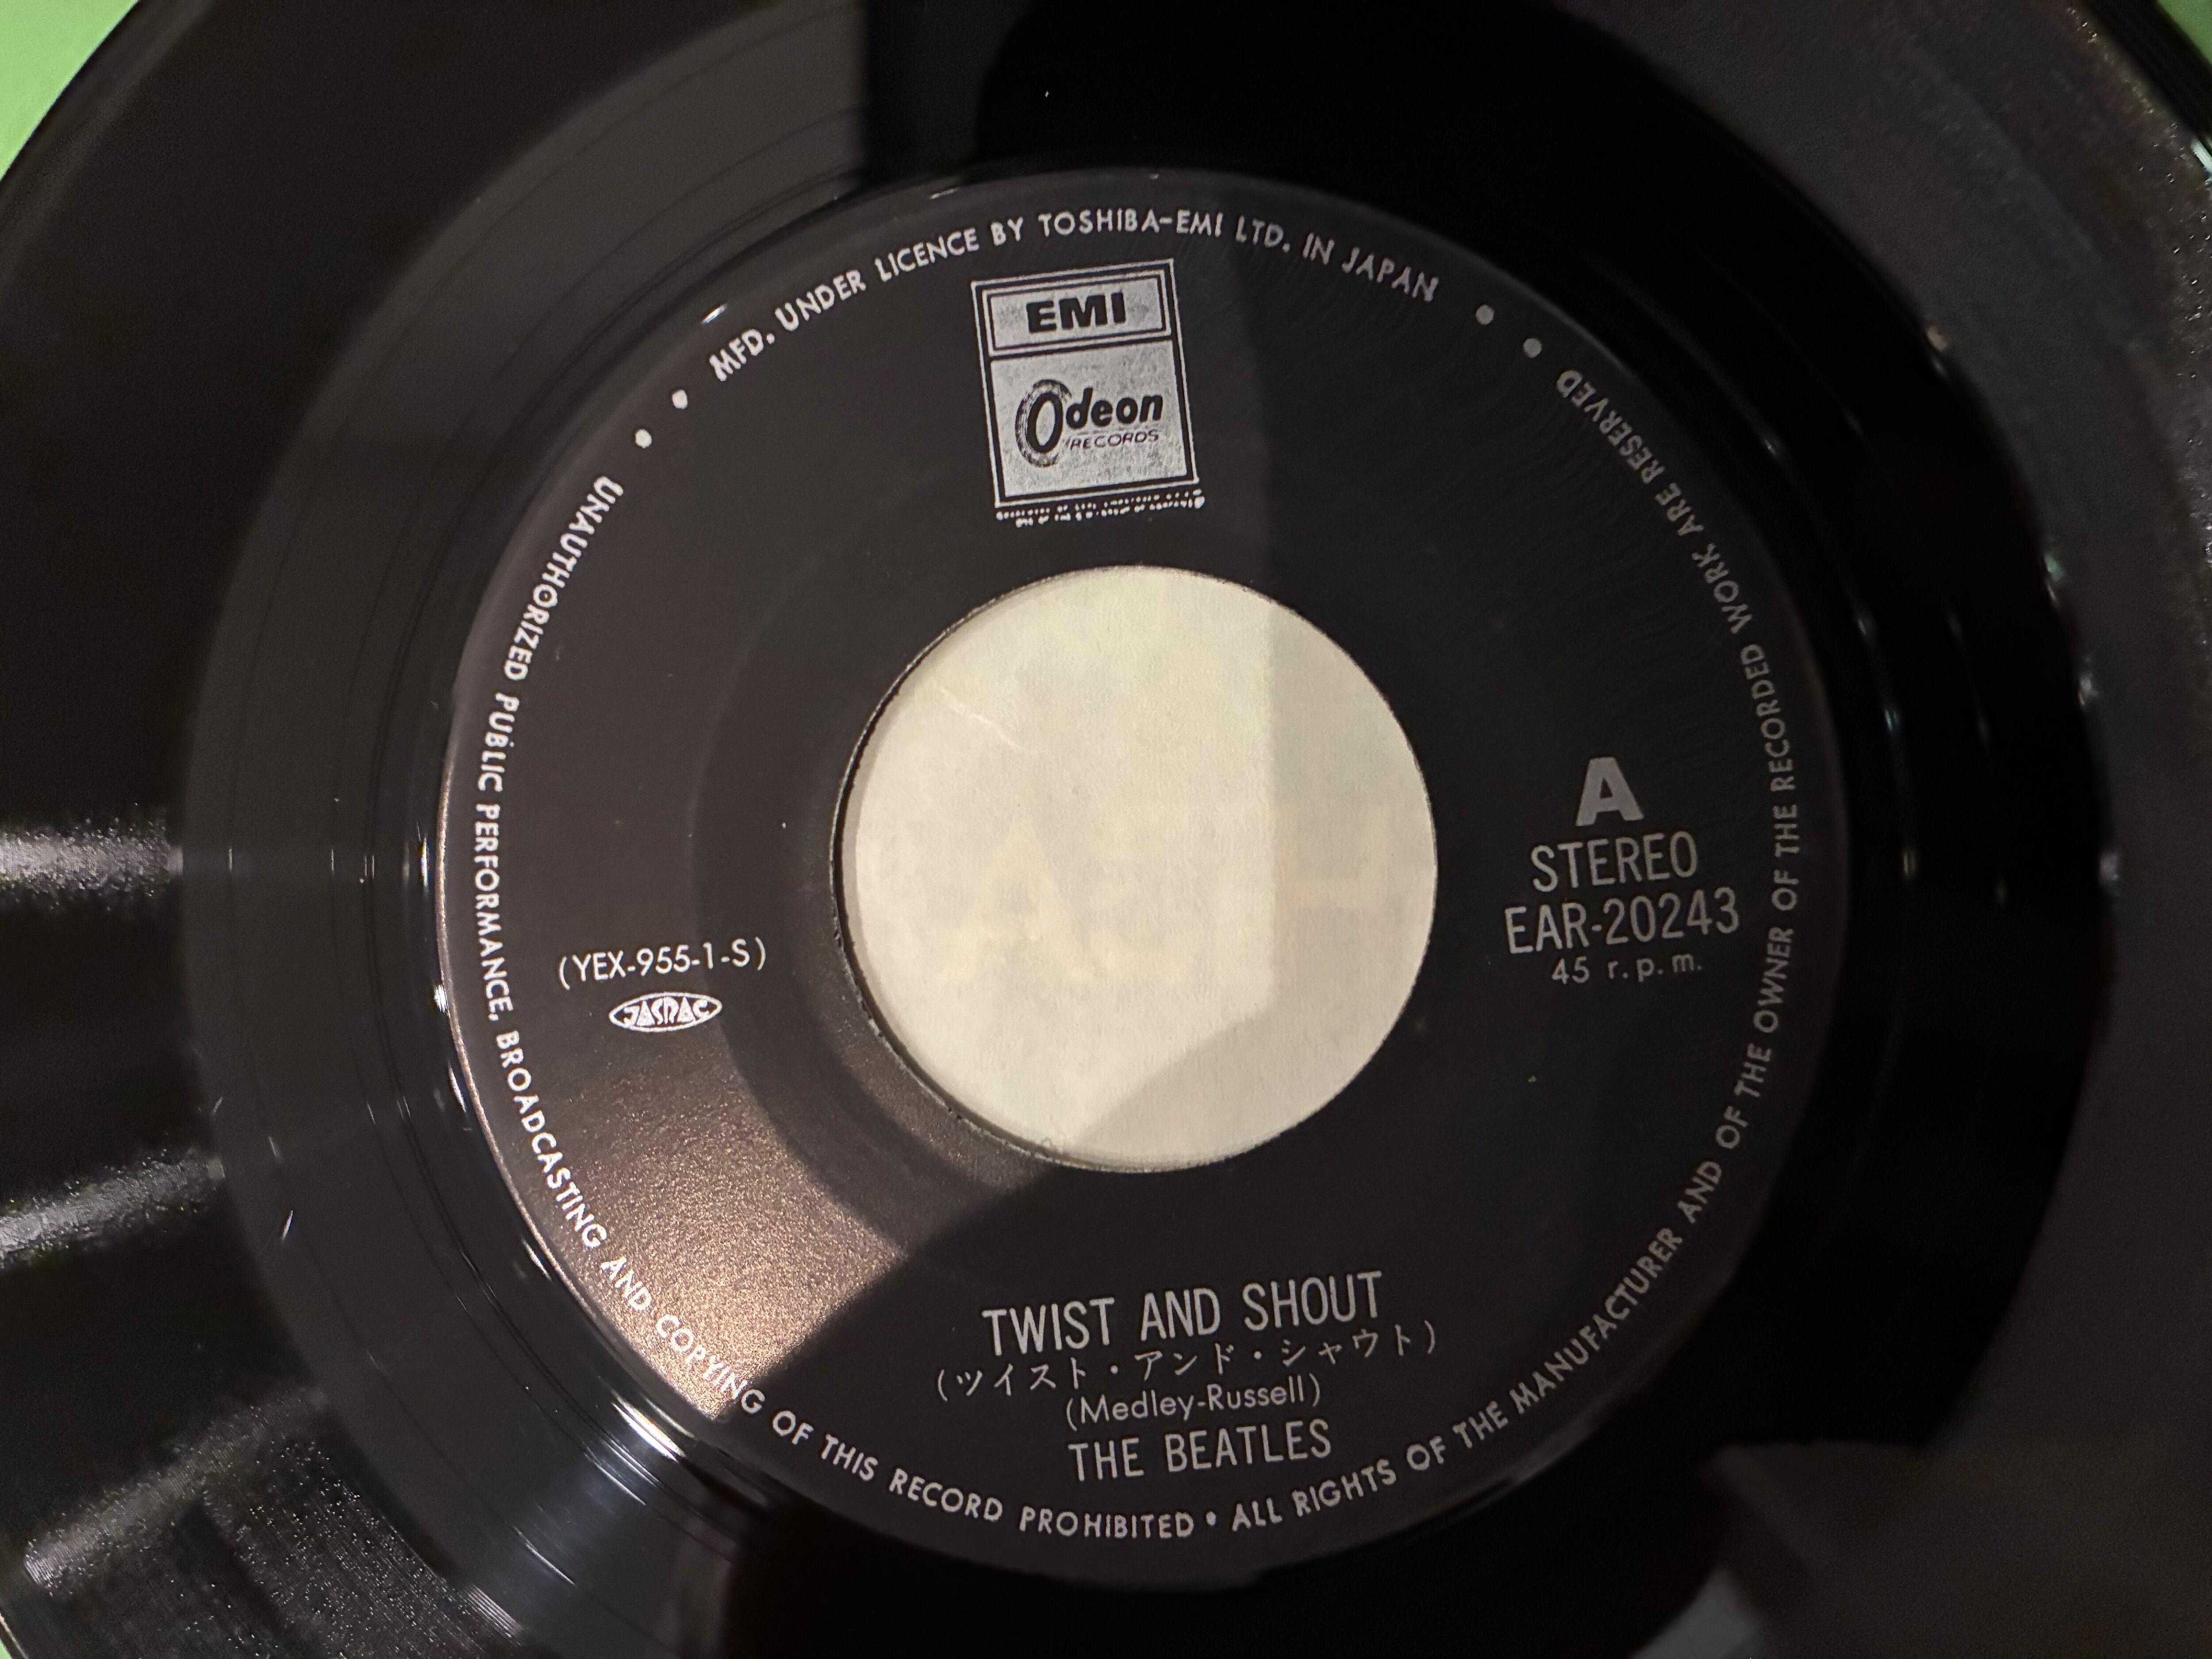 MFD. UNDER LICENCE BY TOSHIBA-EMI LTD. IN JAPAN
EMI
Odeon
RECORDS
A
STEREO
EAR-20243
45 r.p.m.
(YEX-955-1-S)
JASRAC
TWIST AND SHOUT
(ツイスト・アンド・シャウト)
(Medley-Russell)
THE BEATLES
UNAUTHORIZED PUBLIC PERFORMANCE, BROADCASTING AND COPYING OF THIS RECORD PROHIBITED • ALL RIGHTS OF THE MANUFACTURER AND OF THE OWNER OF THE RECORDED WORK ARE RESERVED